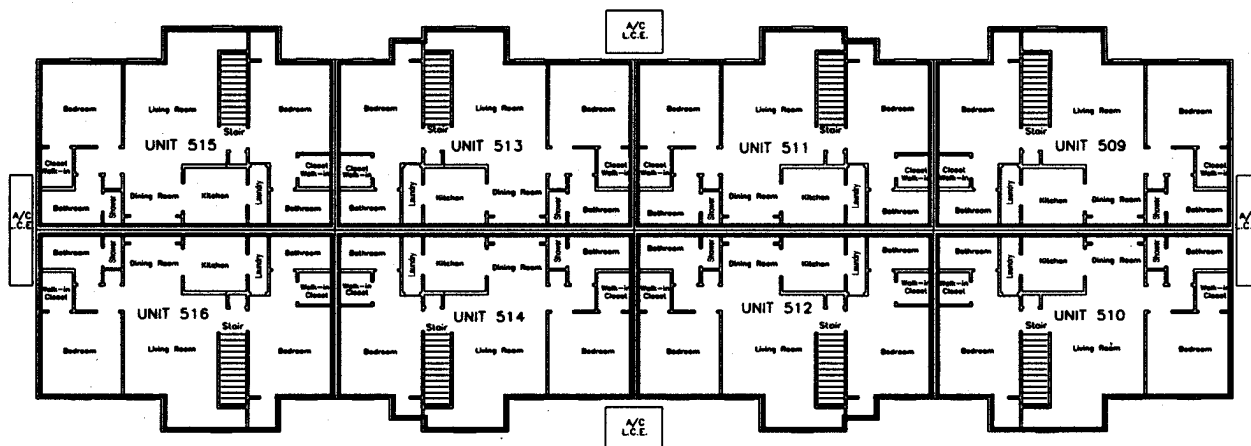 A/C
L.C.E.
Bedroom
Living Room
Bedroom
Bedroom
Living Room
Bedroom
Bedroom
Living Room
Bedroom
Bedroom
Living Room
Bedroom
Stair
Stair
Stair
Stair
UNIT 515
UNIT 513
UNIT 511
UNIT 509
Closet
Walk-in
Closet
Walk-in
Closet
Walk-in
Closet
Walk-in
Closet
Walk-in
Closet
Walk-in
Closet
Walk-in
Closet
Walk-in
A/C
L.C.E.
Bathroom
Shower
Dining Room
Kitchen
Laundry
Bathroom
Bathroom
Laundry
Kitchen
Dining Room
Shower
Bathroom
Bathroom
Shower
Dining Room
Kitchen
Laundry
Bathroom
Bathroom
Laundry
Kitchen
Dining Room
Shower
Bathroom
A/C
L.C.E.
Bathroom
Shower
Dining Room
Kitchen
Laundry
Bathroom
Bathroom
Laundry
Kitchen
Dining Room
Shower
Bathroom
Bathroom
Shower
Dining Room
Kitchen
Laundry
Bathroom
Bathroom
Laundry
Kitchen
Dining Room
Shower
Bathroom
Walk-in
Closet
Walk-in
Closet
Walk-in
Closet
Walk-in
Closet
Walk-in
Closet
Walk-in
Closet
Walk-in
Closet
Walk-in
Closet
UNIT 516
UNIT 514
UNIT 512
UNIT 510
Stair
Stair
Stair
Stair
Bedroom
Living Room
Bedroom
Bedroom
Living Room
Bedroom
Bedroom
Living Room
Bedroom
Bedroom
Living Room
Bedroom
A/C
L.C.E.